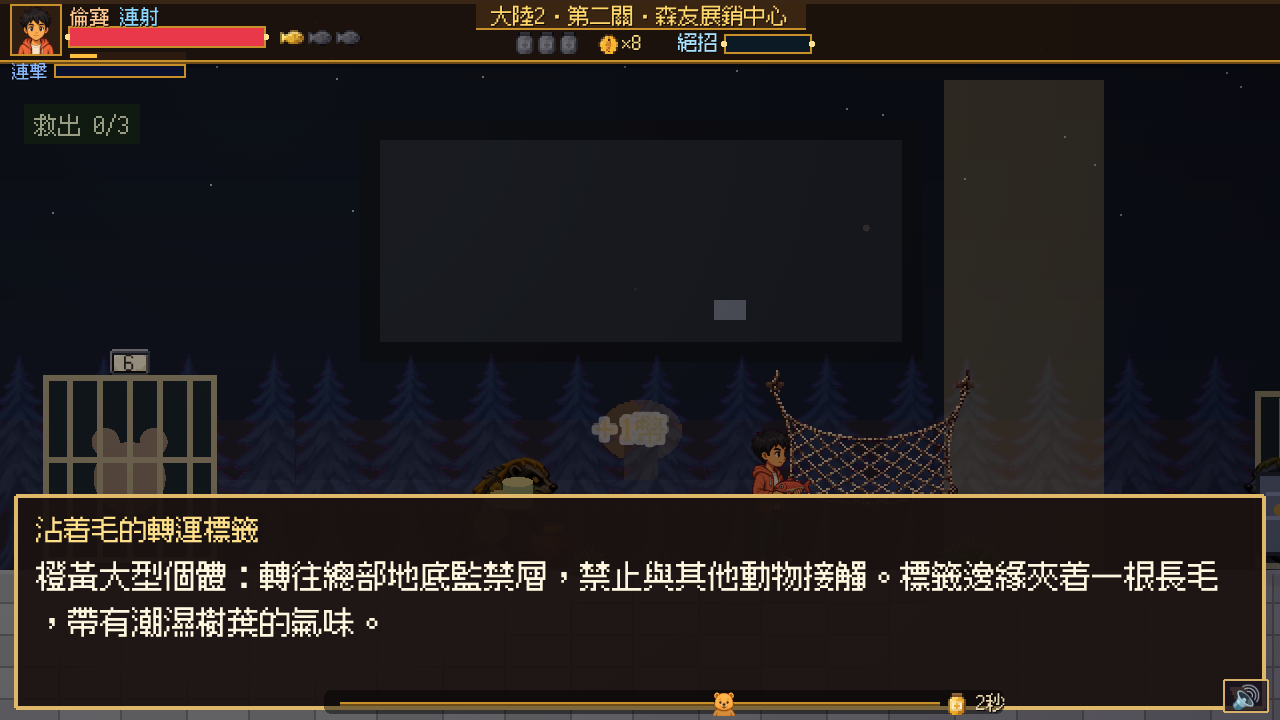 倫寶 連射
大陸2·第二關·森友展銷中心
×8
絕招
連擊
救出 0/3
6
+1擊
沾着毛的轉運標籤
橙黃大型個體：轉往總部地底監禁層，禁止與其他動物接觸。標籤邊緣夾着一根長毛
，帶有潮濕樹葉的氣味。
2秒